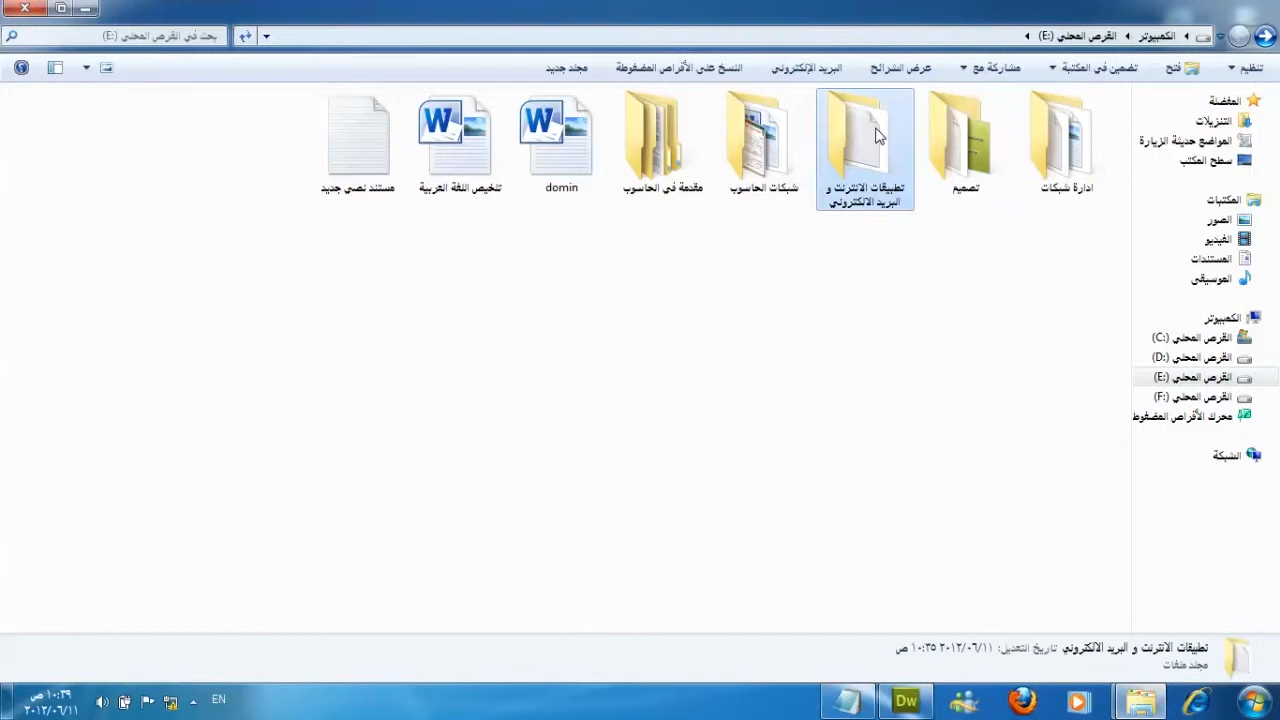 الكمبيوتر
القرص المحلي (E:)
بحث في القرص المحلي (E:)
تنظيم
فتح
تضمين في المكتبة
مشاركة مع
عرض الشرائح
البريد الإلكتروني
النسخ على الأقراص المضغوطة
مجلد جديد
المفضلة
التنزيلات
المواضع حديثة الزيارة
سطح المكتب
المكتبات
الصور
الفيديو
المستندات
الموسيقى
الكمبيوتر
القرص المحلي (C:)
القرص المحلي (D:)
القرص المحلي (E:)
القرص المحلي (F:)
محرك الأقراص المضغوط
الشبكة
ادارة شبكات
تصميم
تطبيقات الانترنت و
البريد الالكتروني
شبكات الحاسوب
مقدمة في الحاسوب
domin
تلخيص اللغة العربية
مستند نصي جديد
تطبيقات الانترنت و البريد الالكتروني تاريخ التعديل: ٢٠١٢/٠٦/١١ ١٠:٣٥ ص
مجلد ملفات
Dw
EN
١٠:٣٩ ص
٢٠١٢/٠٦/١١